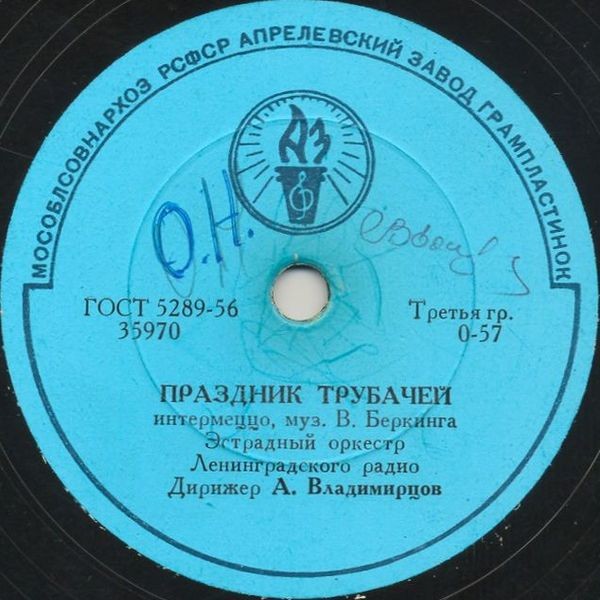 МОСОБЛСОВНАРХОЗ РСФСР АПРЕЛЕВСКИЙ ЗАВОД ГРАМПЛАСТИНОК
АЗ
О.Н.
ГОСТ 5289-56
35970
Третья гр.
0-57
ПРАЗДНИК ТРУБАЧЕЙ
интермеццо, муз. В. Беркинга
Эстрадный оркестр
Ленинградского радио
Дирижер А. Владимирцов